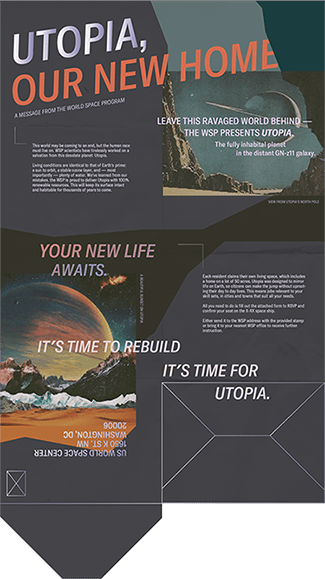 UTOPIA,
OUR NEW HOME
A MESSAGE FROM THE WORLD SPACE PROGRAM
LEAVE THIS RAVAGED WORLD BEHIND —
THE WSP PRESENTS UTOPIA.
The fully inhabital planet
in the distant GN-z11 galaxy.
This world may be coming to an end, but the human race
must live on. WSP scientists have tirelessly worked on a
salvation from this desolate planet: Utopia.
Living conditions are identical to that of Earth's prime:
a sun to orbit, a stable ozone layer, and — most
importantly — plenty of water. We've learned from our
mistakes, the WSP is proud to deliver Utopia with 100%
renewable resources. This will keep its surface intact
and habitable for thousands of years to come.
VIEW FROM UTOPIA'S NORTH POLE
YOUR NEW LIFE
AWAITS.
A BEAUTIFUL SUNSET ON UTOPIA
Each resident claims their own living space, which includes
a home on a lot of 50 acres. Utopia was designed to mirror
life on Earth, so citizens can make the jump without uproot-
ing their day to day lives. This means jobs relevant to your
skill sets, in cities and towns that suit all your needs.
All you need to do is fill out the attached form to RSVP and
confirm your seat on the X-XX space ship.
Either send it to the WSP address with the provided stamp
or bring it to your nearest WSP office to receive further
instruction.
IT'S TIME TO REBUILD
IT'S TIME FOR
UTOPIA.
US WORLD SPACE CENTER
1650 K ST. NW
WASHINGTON, DC,
20006